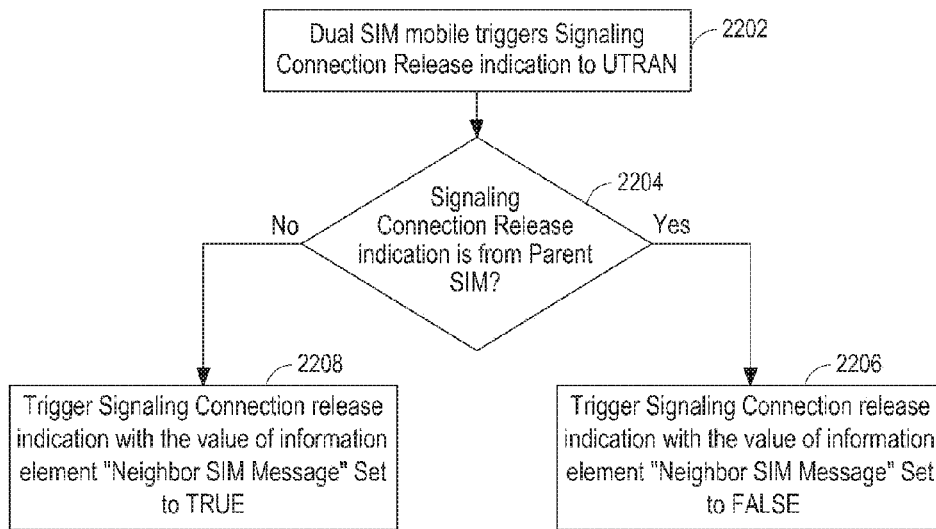 Dual SIM mobile triggers Signaling
Connection Release indication to UTRAN
2202
2204
Signaling
Connection Release
indication is from Parent
SIM?
No
Yes
2208
2206
Trigger Signaling Connection release
indication with the value of information
element "Neighbor SIM Message" Set
to TRUE
Trigger Signaling Connection release
indication with the value of information
element "Neighbor SIM Message" Set
to FALSE